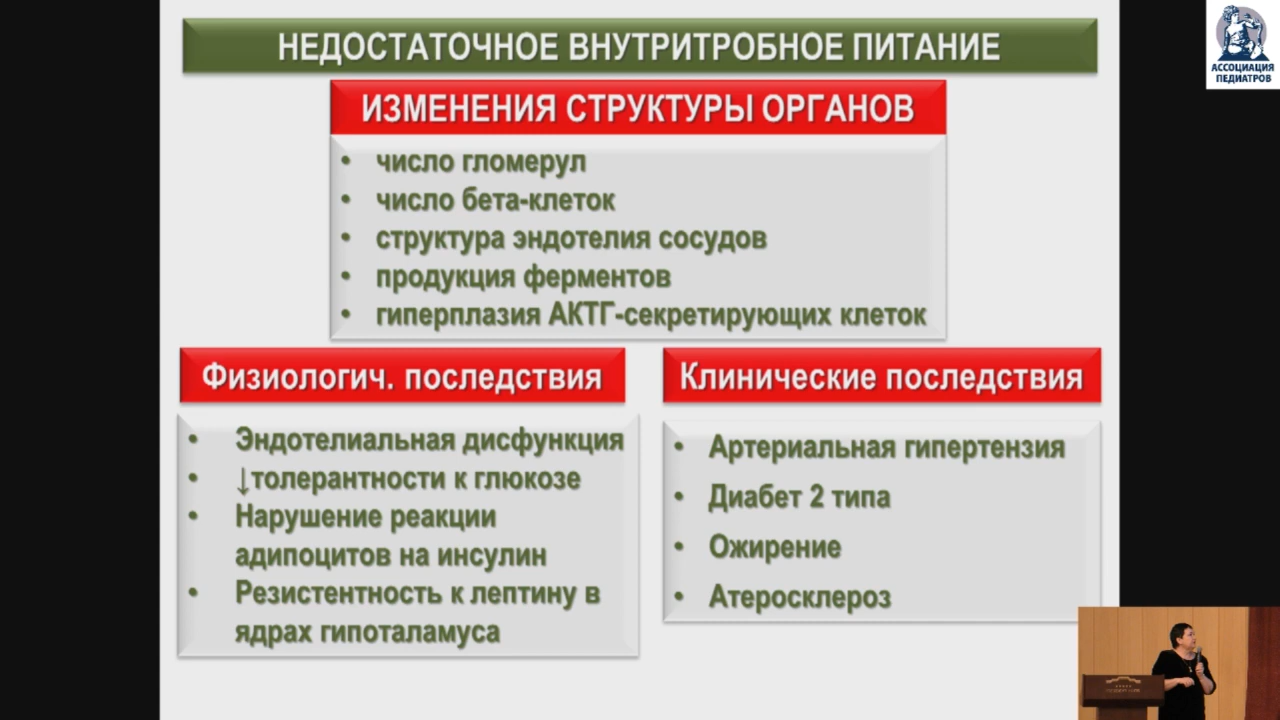 НЕДОСТАТОЧНОЕ ВНУТРИТРОБНОЕ ПИТАНИЕ
АССОЦИАЦИЯ
ПЕДИАТРОВ
ИЗМЕНЕНИЯ СТРУКТУРЫ ОРГАНОВ
• число гломерул
• число бета-клеток
• структура эндотелия сосудов
• продукция ферментов
• гиперплазия АКТГ-секретирующих клеток
Физиологич. последствия
• Эндотелиальная дисфункция
• ↓толерантности к глюкозе
• Нарушение реакции
адипоцитов на инсулин
• Резистентность к лептину в
ядрах гипоталамуса
Клинические последствия
• Артериальная гипертензия
• Диабет 2 типа
• Ожирение
• Атеросклероз